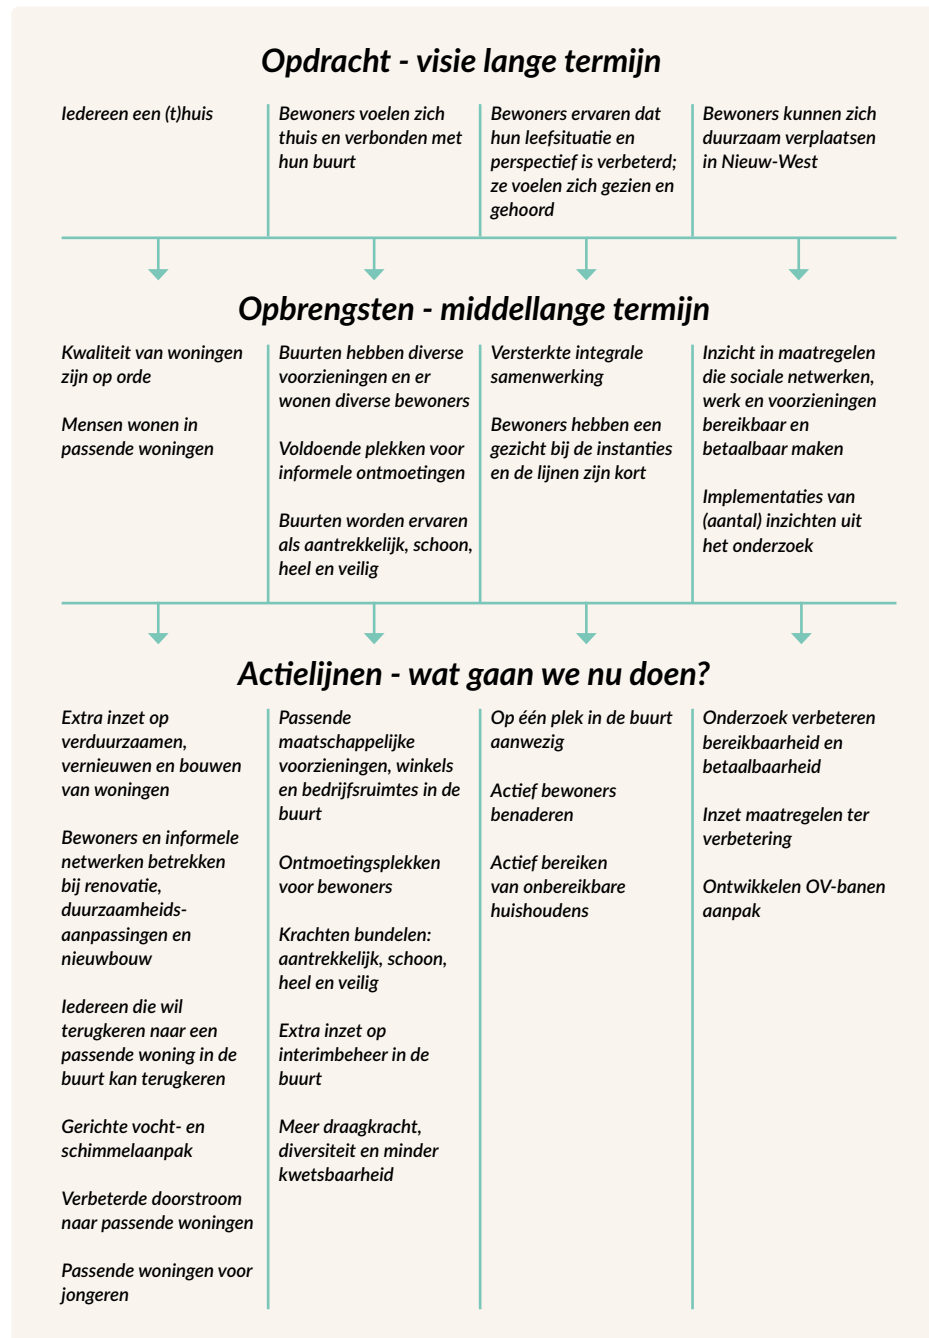 Opdracht - visie lange termijn
Iedereen een (t)huis
Bewoners voelen zich
thuis en verbonden met
hun buurt
Bewoners ervaren dat
hun leefsituatie en
perspectief is verbeterd;
ze voelen zich gezien en
gehoord
Bewoners kunnen zich
duurzaam verplaatsen
in Nieuw-West
Opbrengsten - middellange termijn
Kwaliteit van woningen
zijn op orde
Mensen wonen in
passende woningen
Buurten hebben diverse
voorzieningen en er
wonen diverse bewoners
Voldoende plekken voor
informele ontmoetingen
Buurten worden ervaren
als aantrekkelijk, schoon,
heel en veilig
Versterkte integrale
samenwerking
Bewoners hebben een
gezicht bij de instanties
en de lijnen zijn kort
Inzicht in maatregelen
die sociale netwerken,
werk en voorzieningen
bereikbaar en
betaalbaar maken
Implementaties van
(aantal) inzichten uit
het onderzoek
Actielijnen - wat gaan we nu doen?
Extra inzet op
verduurzaamen,
vernieuwen en bouwen
van woningen
Bewoners en informele
netwerken betrekken
bij renovatie,
duurzaamheids-
aanpassingen en
nieuwbouw
Iedereen die wil
terugkeren naar een
passende woning in de
buurt kan terugkeren
Gerichte vocht- en
schimmelaanpak
Verbeterde doorstroom
naar passende woningen
Passende woningen voor
jongeren
Passende
maatschappelijke
voorzieningen, winkels
en bedrijfsruimtes in de
buurt
Ontmoetingsplekken
voor bewoners
Krachten bundelen:
aantrekkelijk, schoon,
heel en veilig
Extra inzet op
interimbeheer in de
buurt
Meer draagkracht,
diversiteit en minder
kwetsbaarheid
Op één plek in de buurt
aanwezig
Actief bewoners
benaderen
Actief bereiken
van onbereikbare
huishoudens
Onderzoek verbeteren
bereikbaarheid en
betaalbaarheid
Inzet maatregelen ter
verbetering
Ontwikkelen OV-banen
aanpak